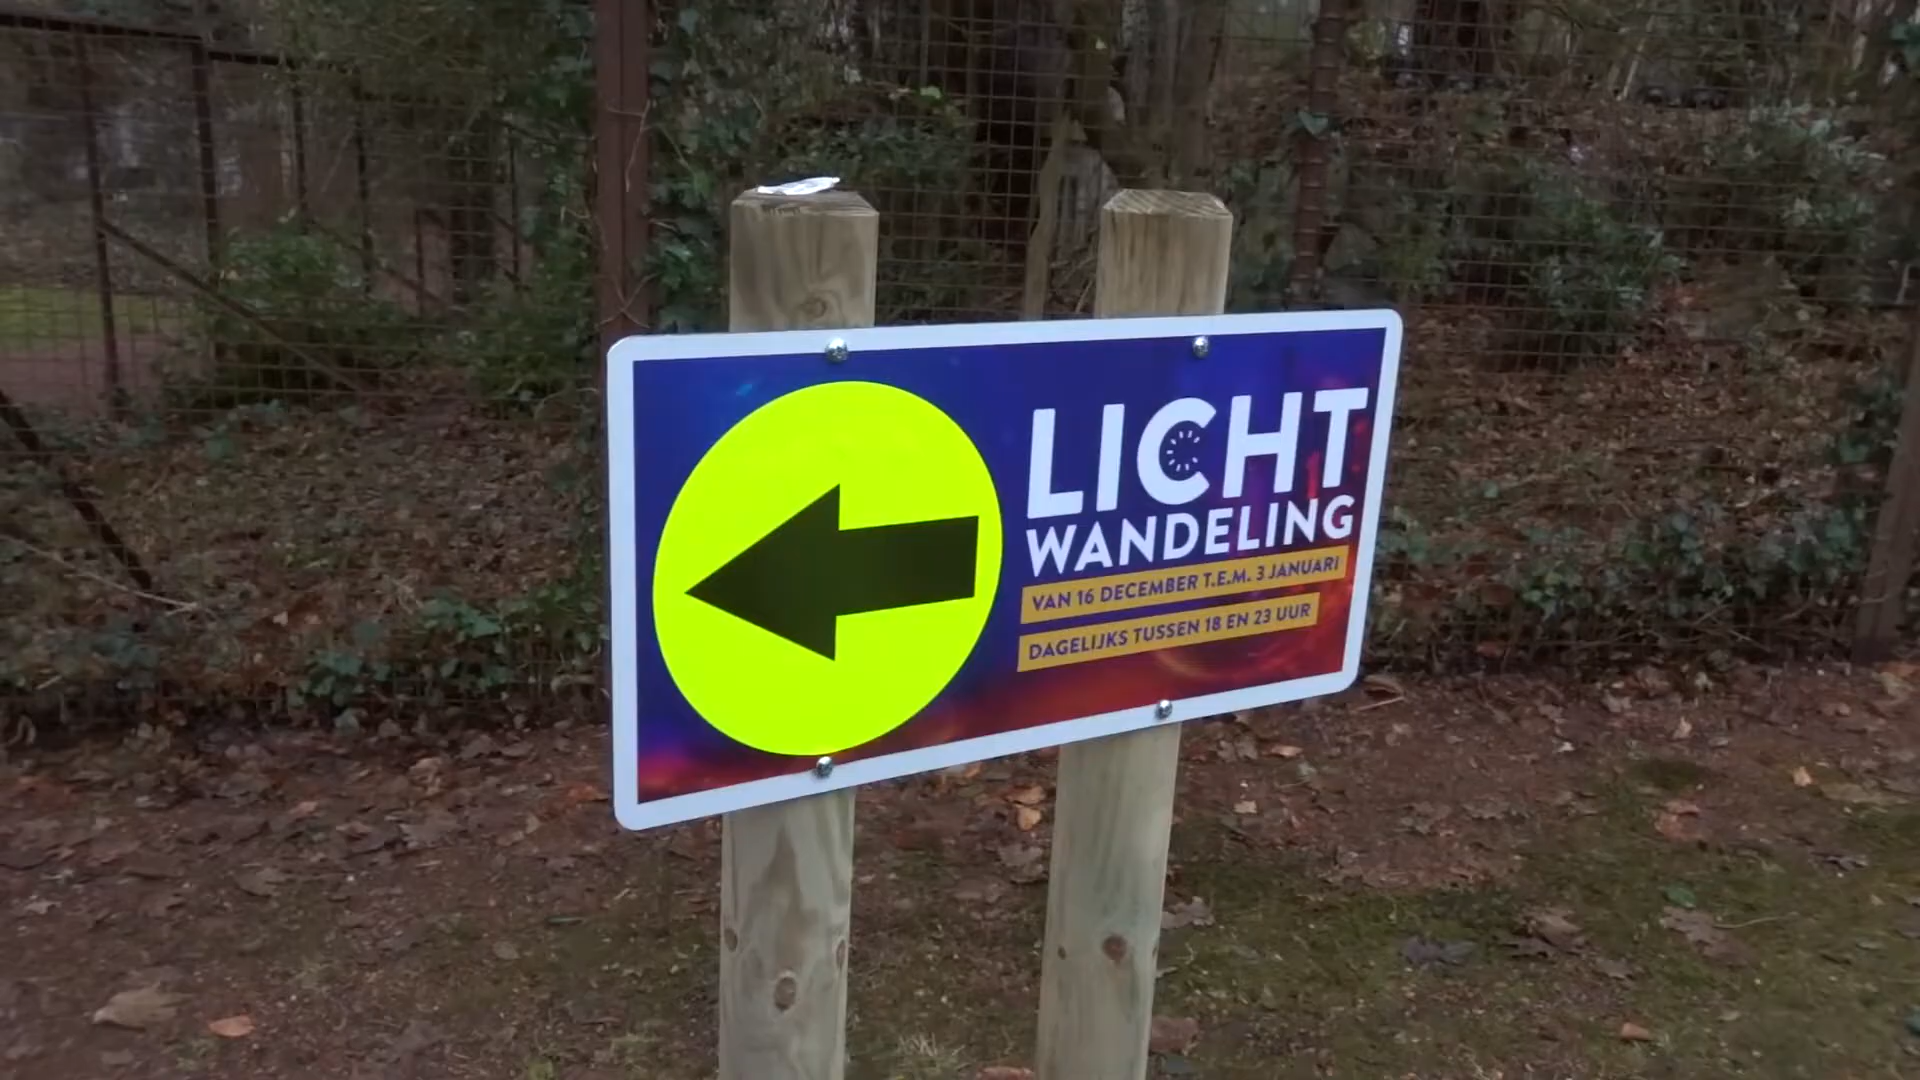 LICHT
WANDELING
VAN 16 DECEMBER T.E.M. 3 JANUARI
DAGELIJKS TUSSEN 18 EN 23 UUR